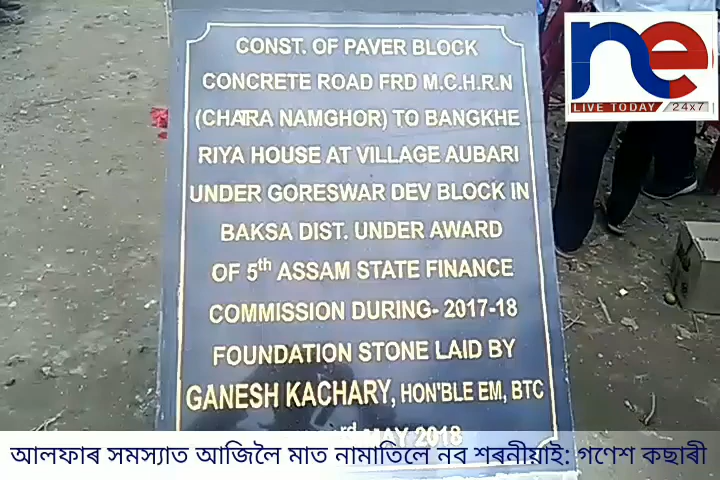 CONST. OF PAVER BLOCK
CONCRETE ROAD FRD M.C.H.R.N
(CHATRA NAMGHOR) TO BANGKHE
RIYA HOUSE AT VILLAGE AUBARI
UNDER GORESWAR DEV BLOCK IN
BAKSA DIST. UNDER AWARD
OF 5th ASSAM STATE FINANCE
COMMISSION DURING- 2017-18
FOUNDATION STONE LAID BY
GANESH KACHARY, HON'BLE EM, BTC
rd MAY 2018
ne
LIVE TODAY 24x7
আলফাৰ সমস্যাত আজিলৈ মাত নামাতিলে নব শৰনীয়াই: গণেশ কছাৰী